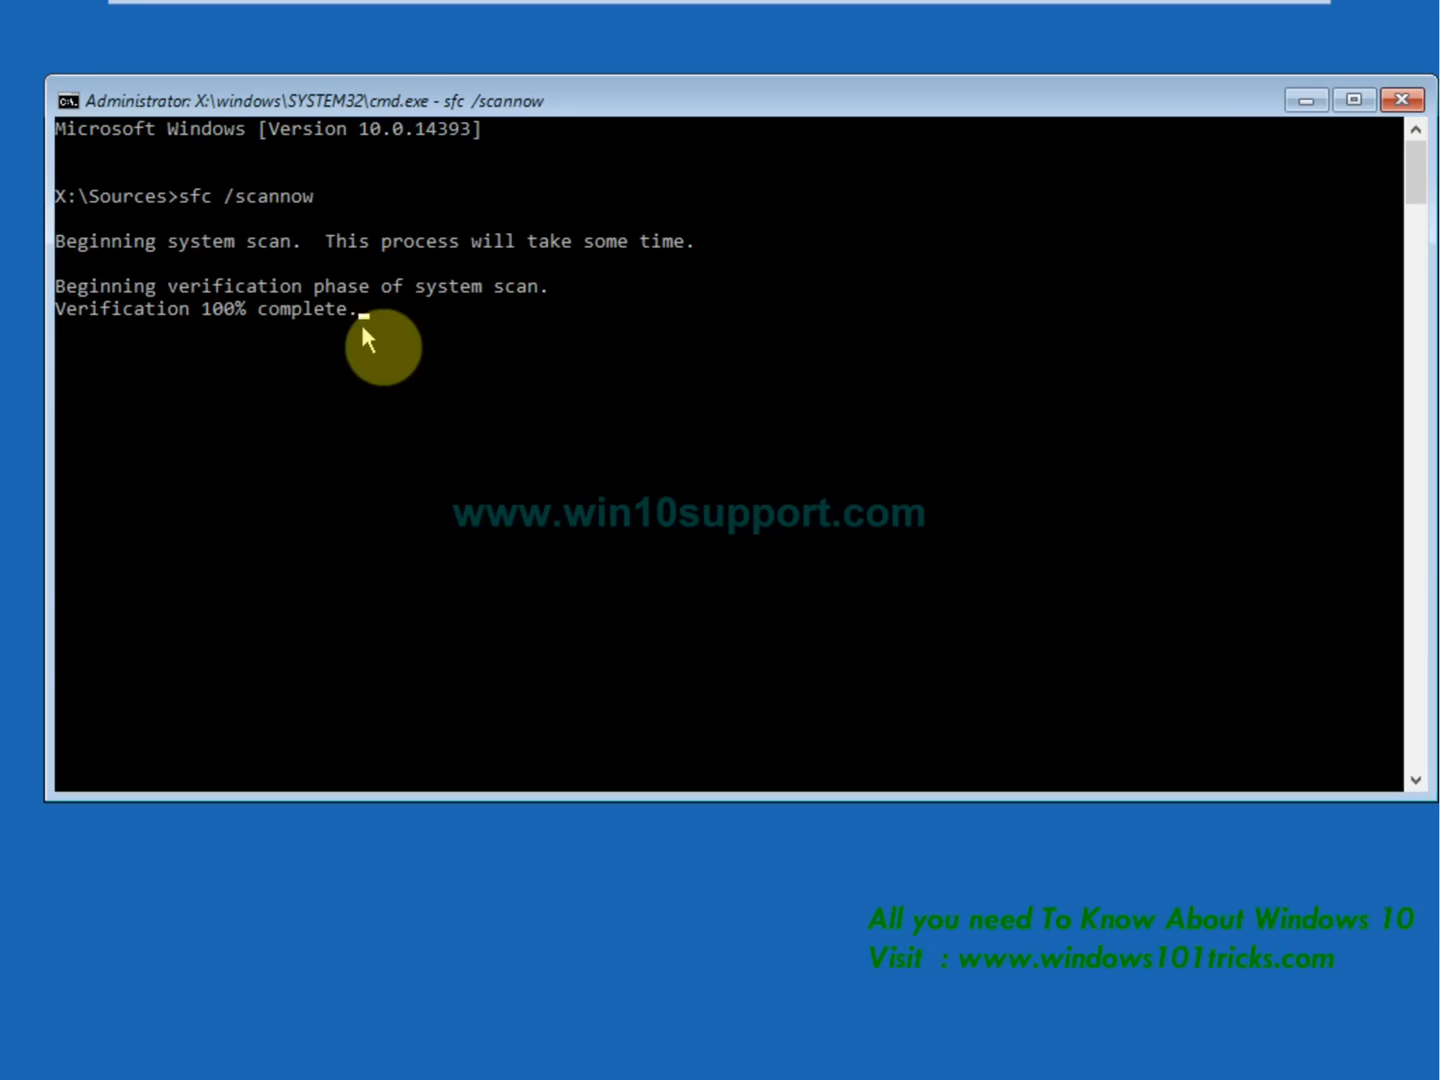 Administrator: X:\windows\SYSTEM32\cmd.exe - sfc /scannow
Microsoft Windows [Version 10.0.14393]
X:\Sources>sfc /scannow
Beginning system scan.  This process will take some time.
Beginning verification phase of system scan.
Verification 100% complete.
www.win10support.com
All you need To Know About Windows 10
Visit : www.windows101tricks.com